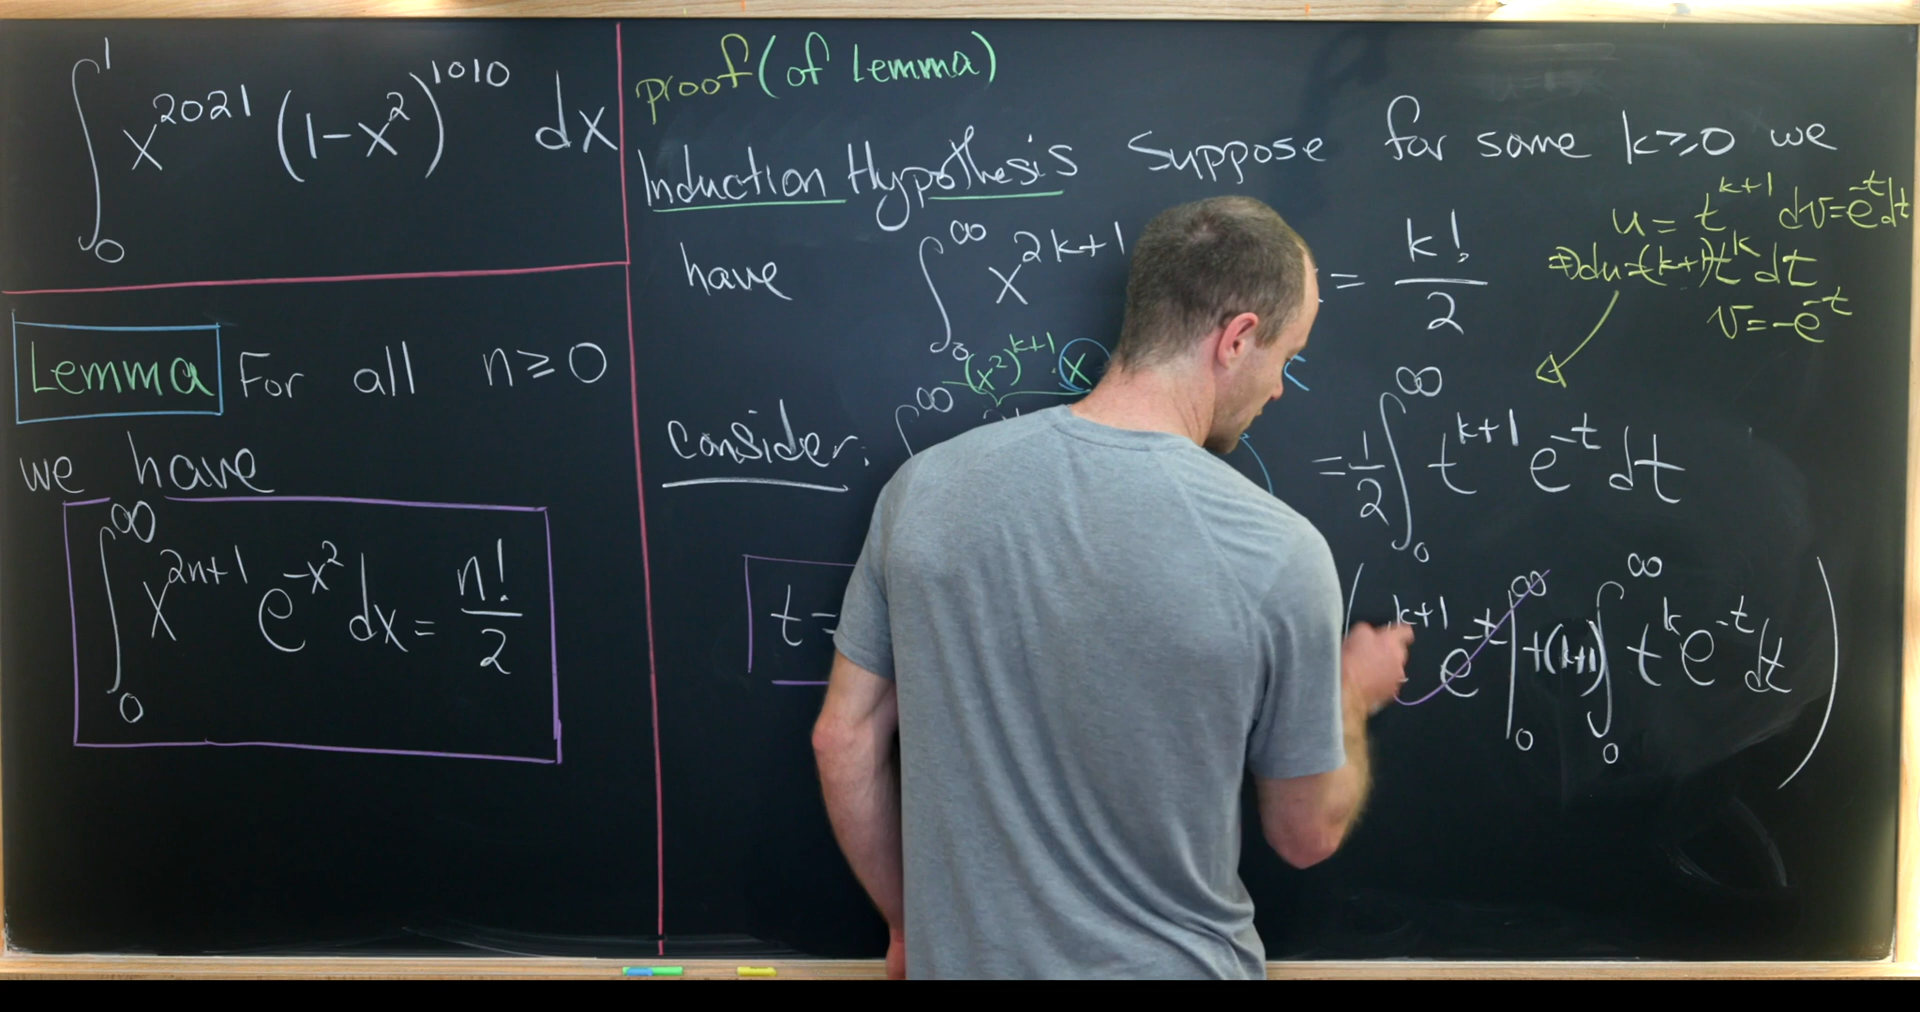 ∫₀¹ x²⁰²¹ (1-x²)¹⁰¹⁰ dx
Lemma For all n ≥ 0
we have
∫₀^∞ x^{2n+1} e^{-x²} dx = n!/2
proof (of Lemma)
Induction Hypothesis Suppose for some k ≥ 0 we
have ∫₀^∞ x^{2k+1} = k!/2
u = t^{k+1} dv = e^{-t} dt
⇒ du = (k+1) t^k dt
v = -e^{-t}
(x²)^{k+1} · x
consider: ∫^∞ = 1/2 ∫₀^∞ t^{k+1} e^{-t} dt
t =
( ^{k+1} e^{-t} |₀^∞ + (k+1) ∫₀^∞ t^k e^{-t} dt )